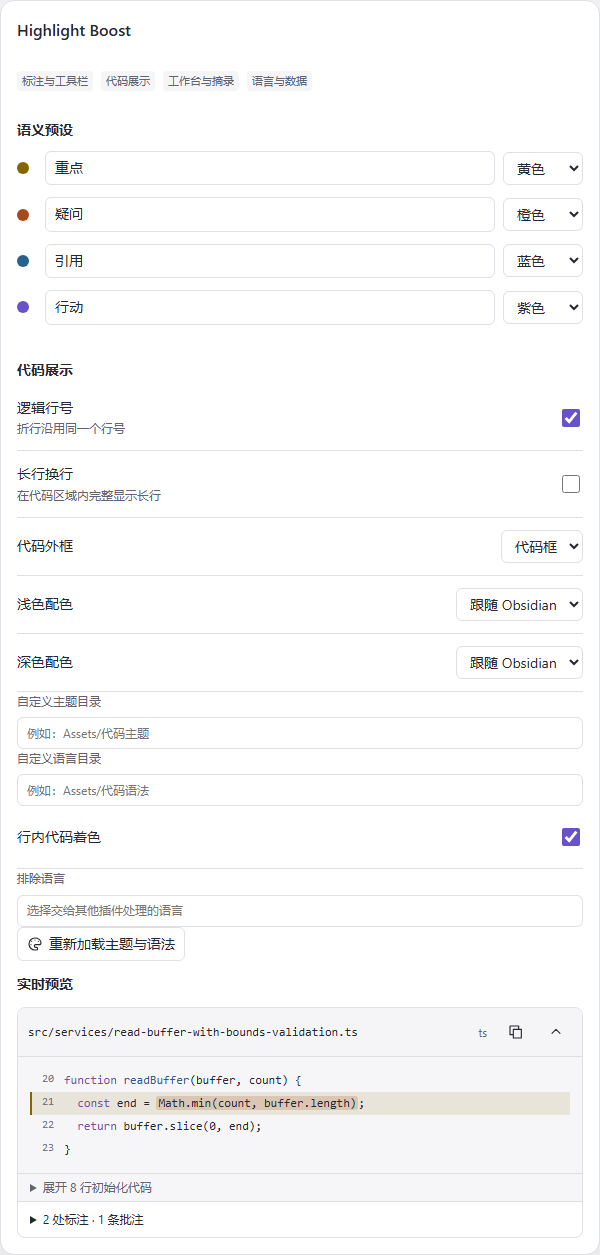 Highlight Boost
标注与工具栏 代码展示 工作台与摘录 语言与数据
语义预设
重点 黄色
疑问 橙色
引用 蓝色
行动 紫色
代码展示
逻辑行号
折行沿用同一个行号
长行换行
在代码区域内完整显示长行
代码外框 代码框
浅色配色 跟随 Obsidian
深色配色 跟随 Obsidian
自定义主题目录
例如：Assets/代码主题
自定义语言目录
例如：Assets/代码语法
行内代码着色
排除语言
选择交给其他插件处理的语言
重新加载主题与语法
实时预览
src/services/read-buffer-with-bounds-validation.ts ts
20 function readBuffer(buffer, count) {
21 const end = Math.min(count, buffer.length);
22 return buffer.slice(0, end);
23 }
展开 8 行初始化代码
2 处标注 · 1 条批注